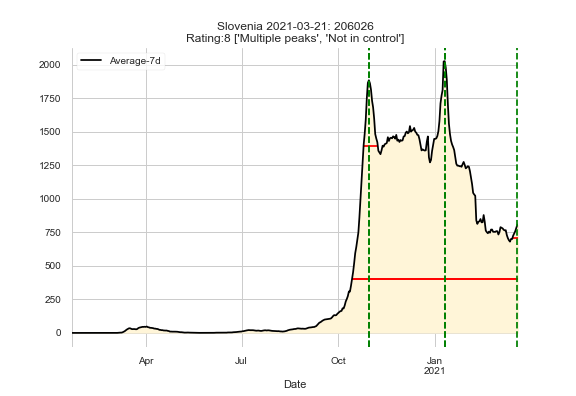 Slovenia 2021-03-21: 206026
Rating:8 ['Multiple peaks', 'Not in control']
Average-7d
2000
1750
1500
1250
1000
750
500
250
0
Apr
Jul
Oct
Jan
2021
Date